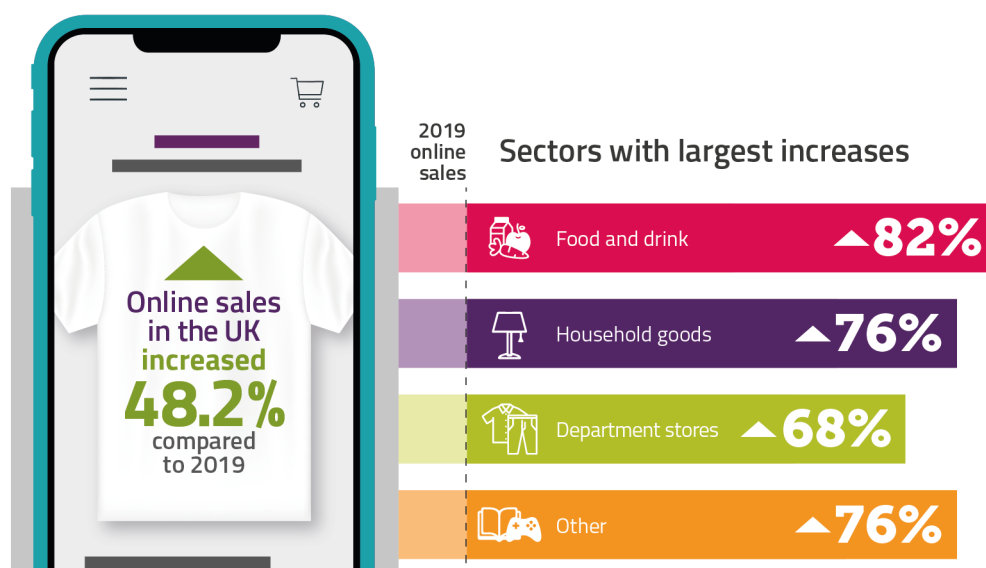 Online sales
in the UK
increased
48.2%
compared
to 2019
2019
online
sales
Sectors with largest increases
Food and drink 82%
Household goods 76%
Department stores 68%
Other 76%